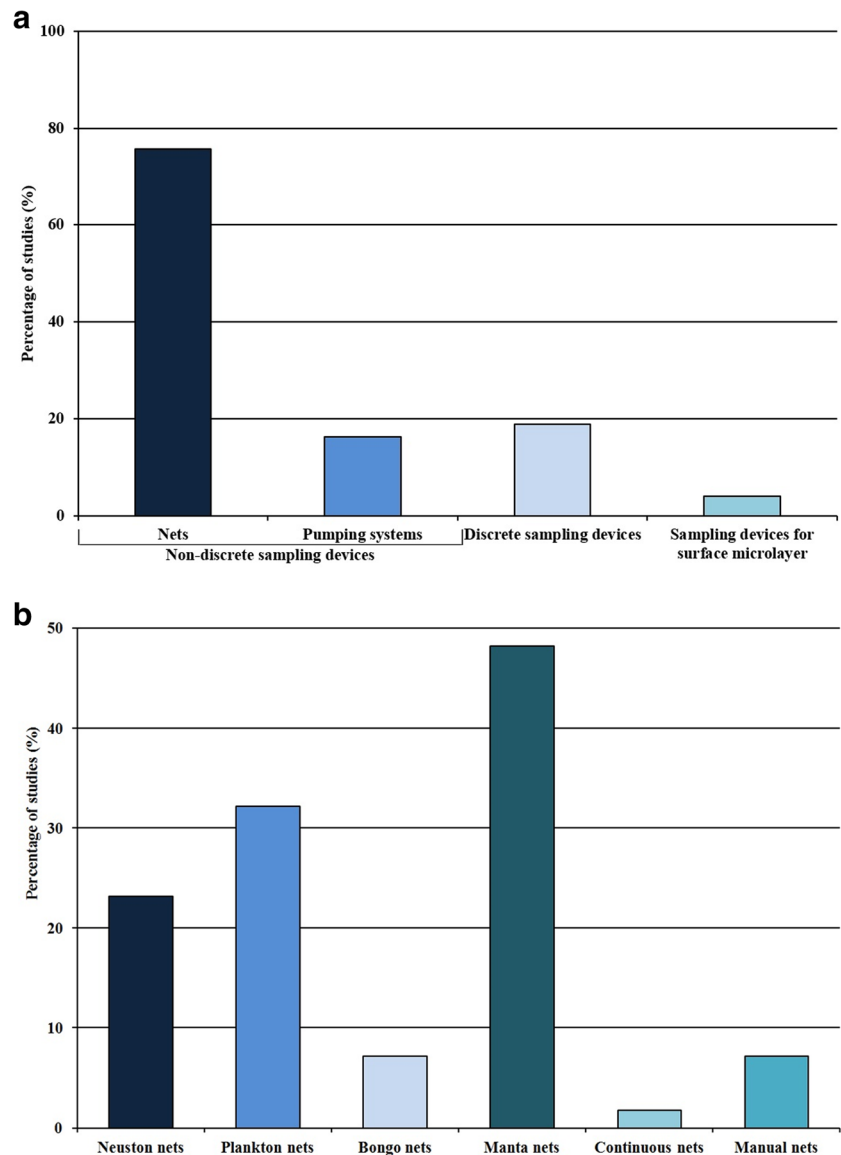 a
100
80
60
40
20
0
Percentage of studies (%)
Nets Pumping systems Discrete sampling devices Sampling devices for
surface microlayer
Non-discrete sampling devices
b
50
40
30
20
10
0
Percentage of studies (%)
Neuston nets Plankton nets Bongo nets Manta nets Continuous nets Manual nets